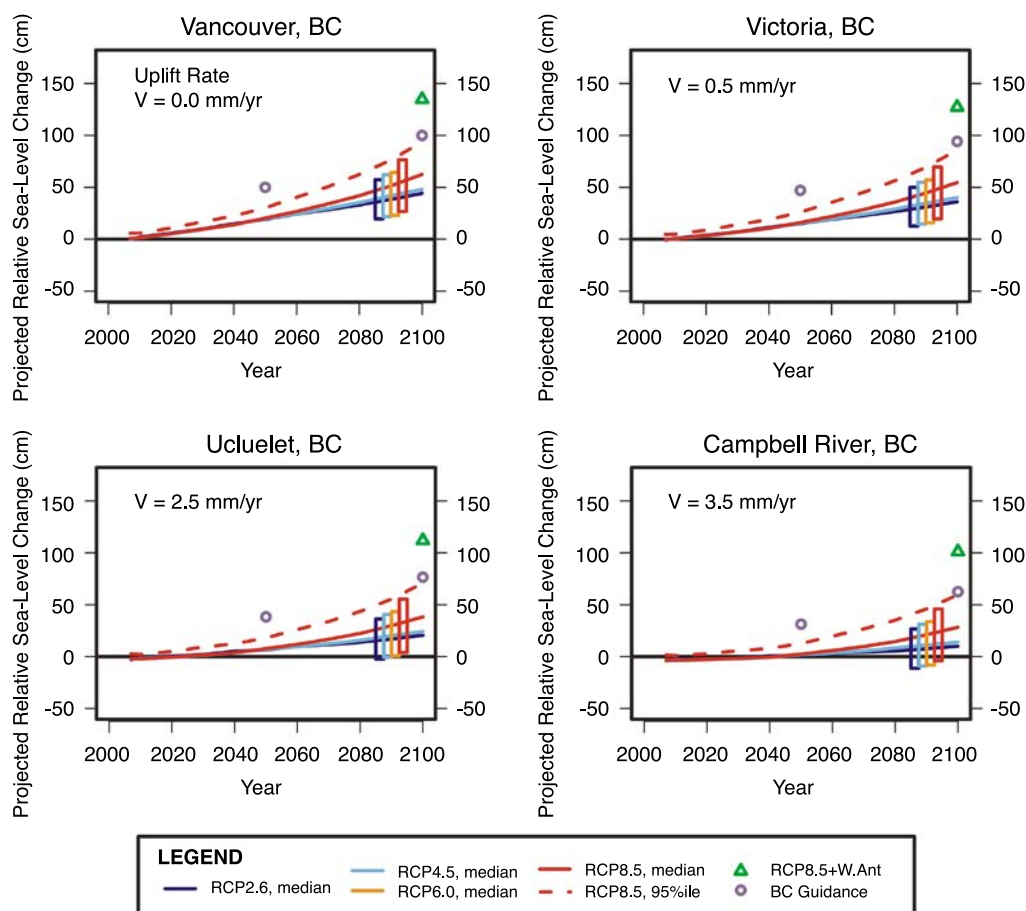 Vancouver, BC
Projected Relative Sea-Level Change (cm)
Uplift Rate
V = 0.0 mm/yr
150
100
50
0
-50
150
100
50
0
-50
2000 2020 2040 2060 2080 2100
Year
Victoria, BC
Projected Relative Sea-Level Change (cm)
V = 0.5 mm/yr
150
100
50
0
-50
150
100
50
0
-50
2000 2020 2040 2060 2080 2100
Year
Ucluelet, BC
Projected Relative Sea-Level Change (cm)
V = 2.5 mm/yr
150
100
50
0
-50
150
100
50
0
-50
2000 2020 2040 2060 2080 2100
Year
Campbell River, BC
Projected Relative Sea-Level Change (cm)
V = 3.5 mm/yr
150
100
50
0
-50
150
100
50
0
-50
2000 2020 2040 2060 2080 2100
Year
LEGEND
RCP2.6, median
RCP4.5, median
RCP6.0, median
RCP8.5, median
RCP8.5, 95%ile
RCP8.5+W.Ant
BC Guidance